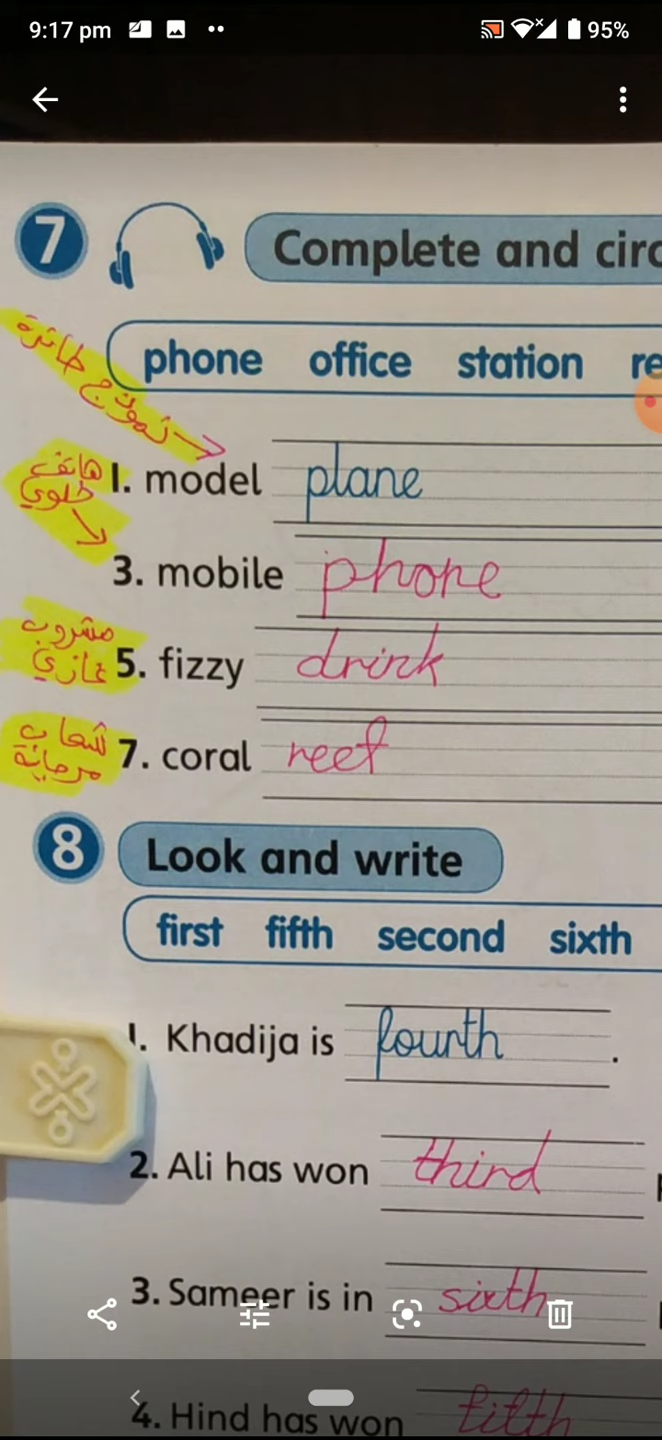 9:17 pm 95%
7 Complete and circ
phone office station re
نموذج طائرة
1. model plane
هاتف
خلوي
3. mobile phone
مشروب
غازي
5. fizzy drink
شعاب
مرجانية
7. coral reef
8 Look and write
first fifth second sixth
1. Khadija is fourth .
2. Ali has won third
3. Sameer is in sixth
4. Hind has won fifth